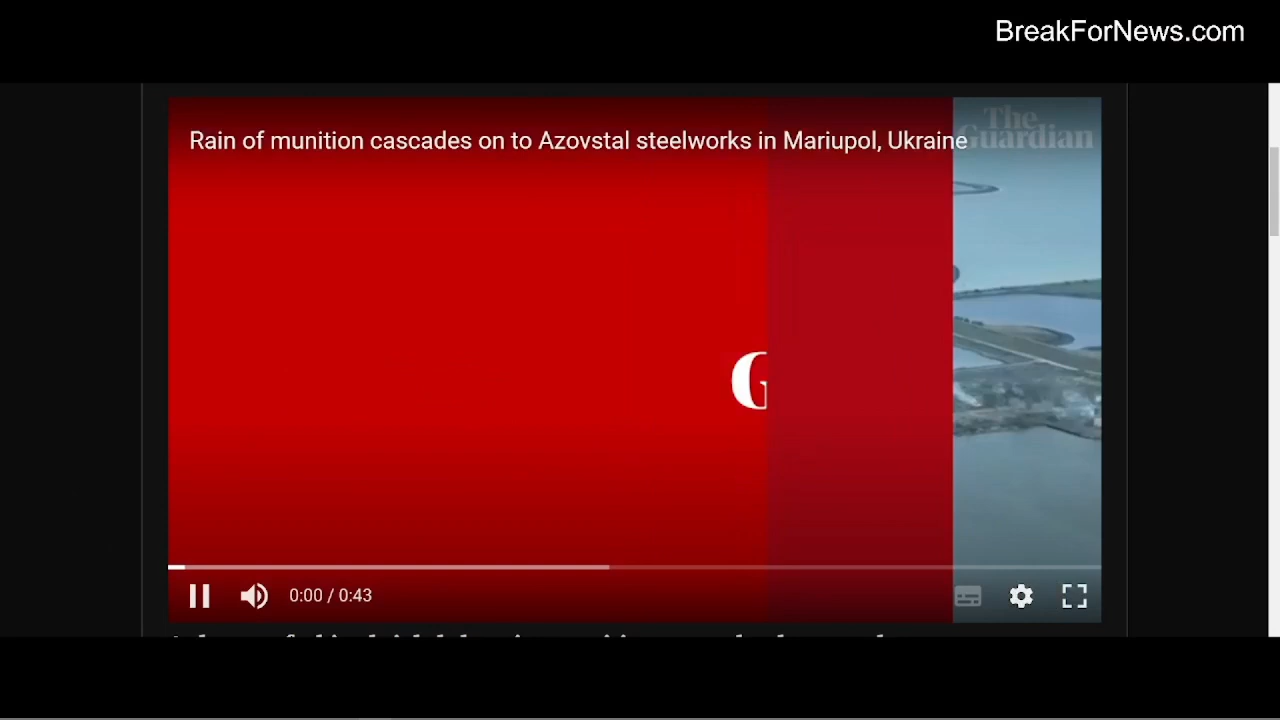 BreakForNews.com
Rain of munition cascades on to Azovstal steelworks in Mariupol, Ukraine
The
Guardian
G
0:00 / 0:43